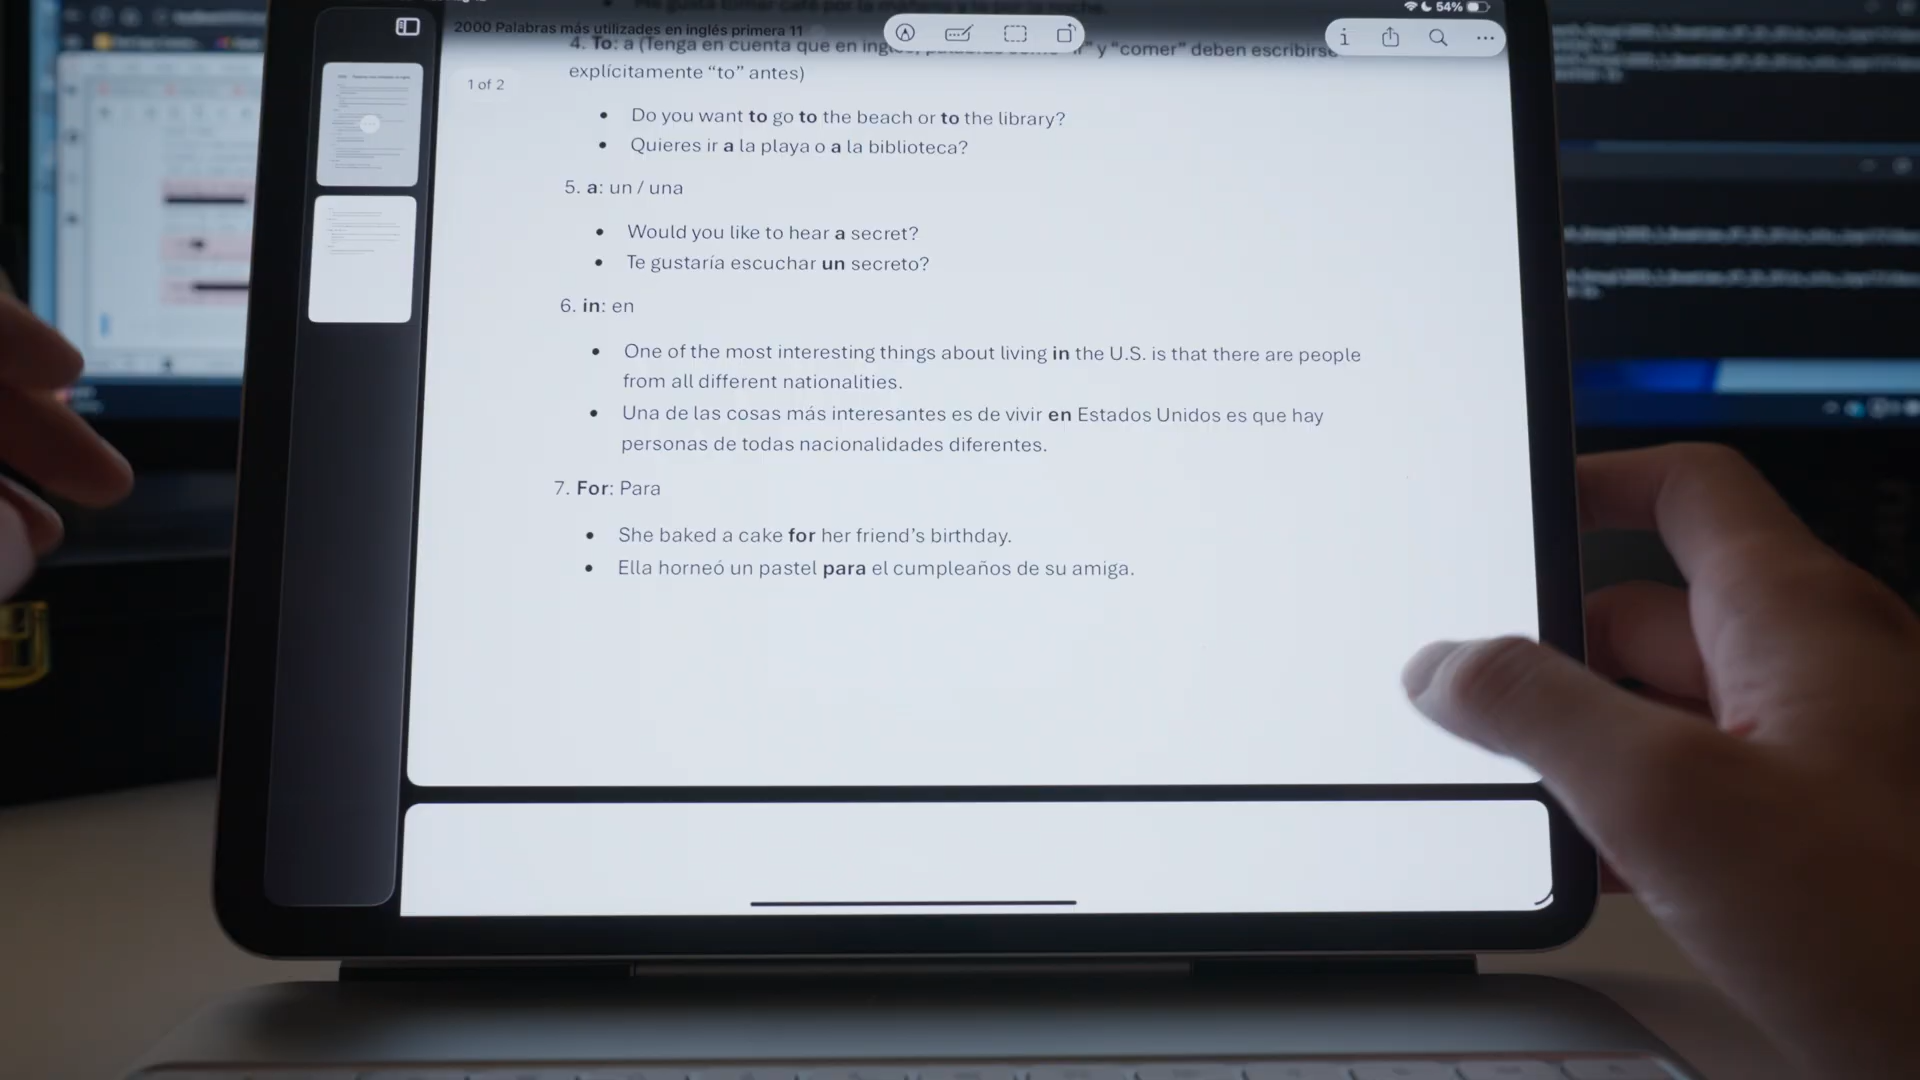 54%
2000 Palabras más utilizades en inglés primera 11
4. To: a (Tenga en cuenta que en y “comer” deben escribirse
explícitamente “to” antes)
1 of 2
• Do you want to go to the beach or to the library?
• Quieres ir a la playa o a la biblioteca?
5. a: un / una
• Would you like to hear a secret?
• Te gustaría escuchar un secreto?
6. in: en
• One of the most interesting things about living in the U.S. is that there are people
from all different nationalities.
• Una de las cosas más interesantes es de vivir en Estados Unidos es que hay
personas de todas nacionalidades diferentes.
7. For: Para
• She baked a cake for her friend’s birthday.
• Ella horneó un pastel para el cumpleaños de su amiga.